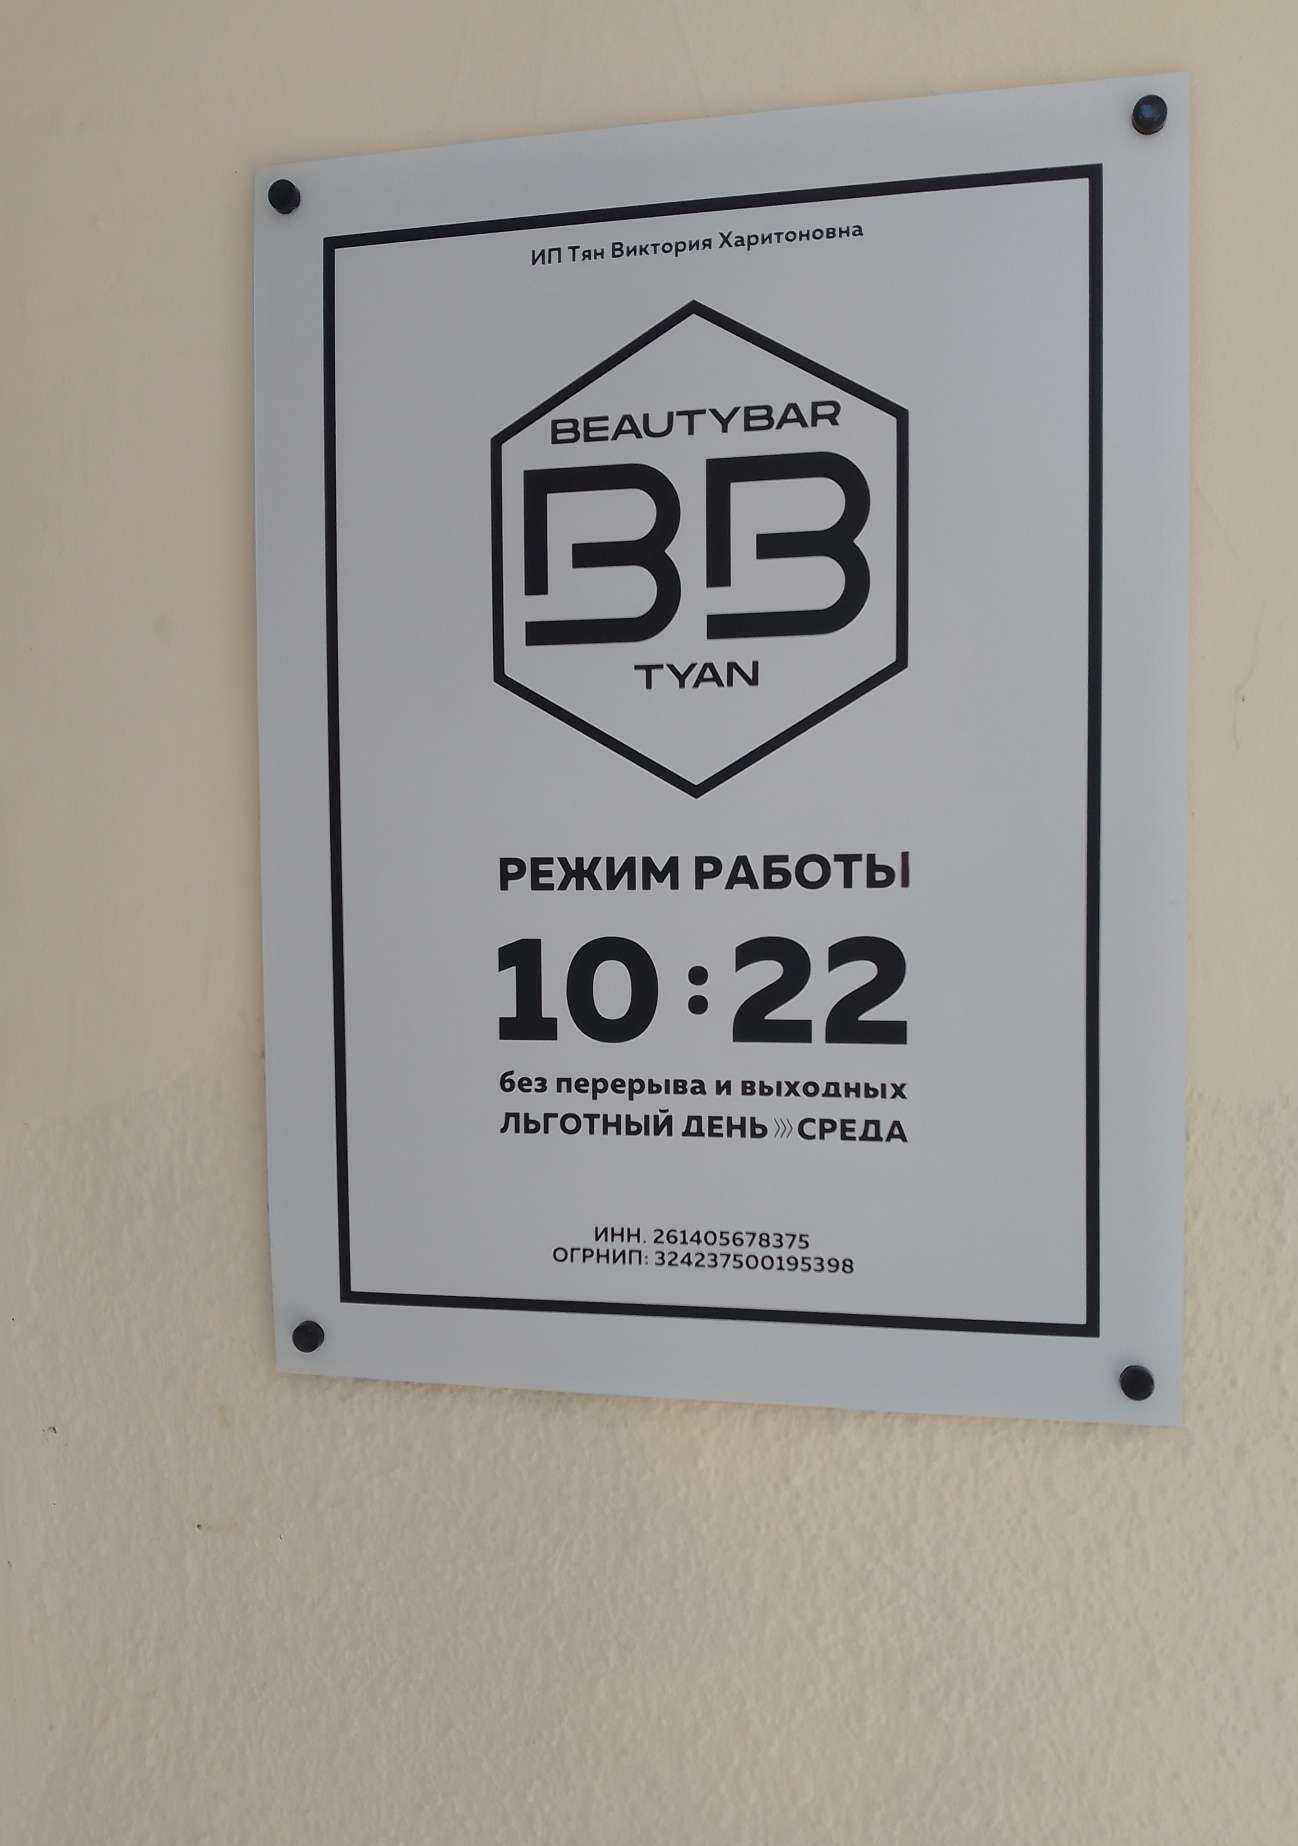 ИП Тян Виктория Харитоновна
BEAUTYBAR
BB
TYAN
РЕЖИМ РАБОТЫ
10:22
без перерыва и выходных
ЛЬГОТНЫЙ ДЕНЬ》СРЕДА
ИНН. 261405678375
ОГРНИП: 324237500195398